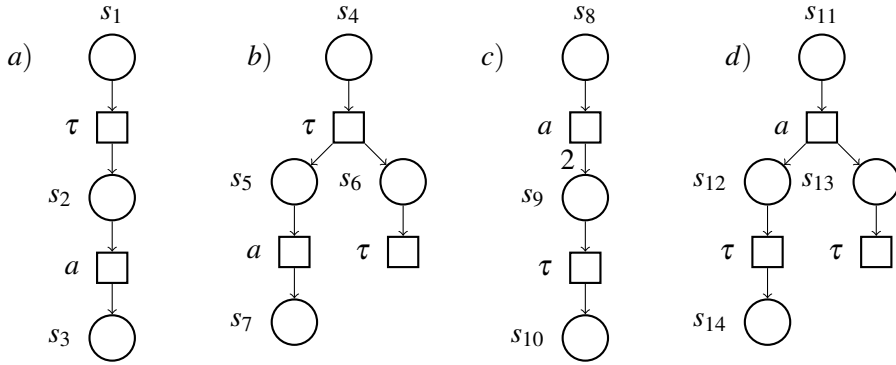 s₁ s₄ s₈ s₁₁
a) b) c) d)
τ τ a a
2
s₂ s₅ s₆ s₉ s₁₂ s₁₃
a a τ τ τ τ
s₃ s₇ s₁₀ s₁₄